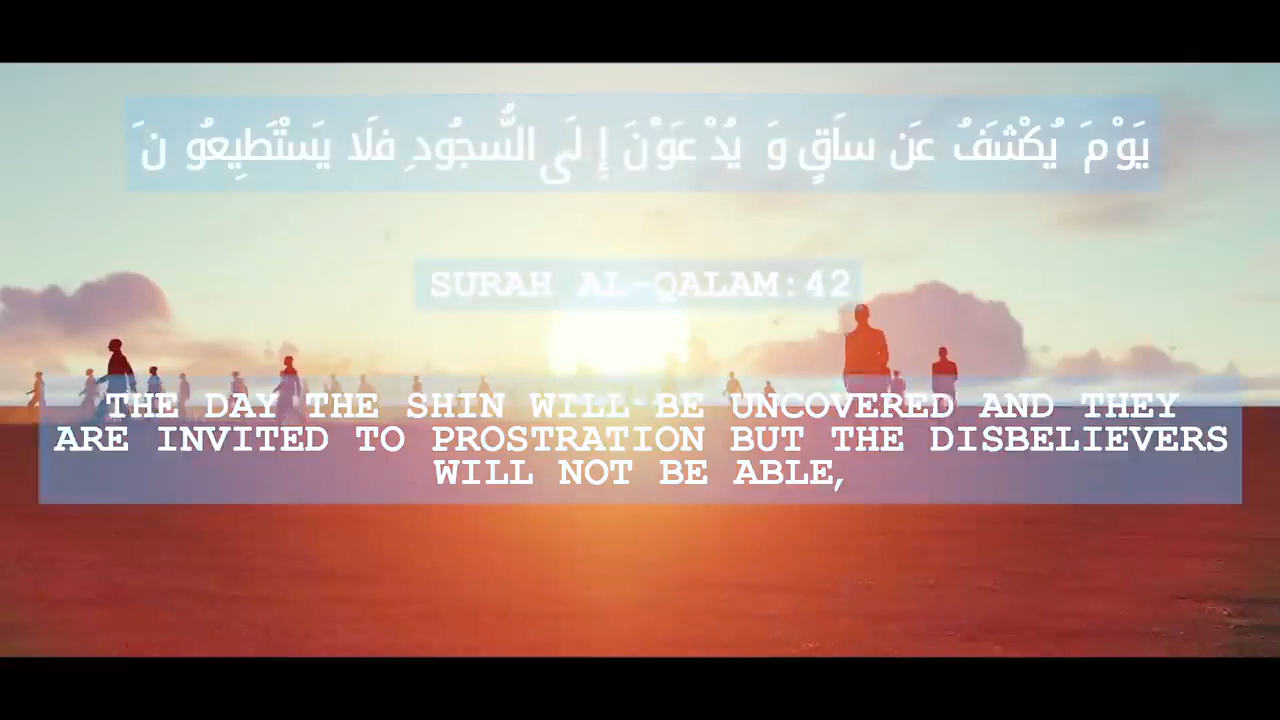 يَوْمَ يُكْشَفُ عَن سَاقٍ وَ يُدْعَوْنَ إِلَى السُّجُودِ فَلَا يَسْتَطِيعُونَ
SURAH AL-QALAM:42
THE DAY THE SHIN WILL BE UNCOVERED AND THEY
ARE INVITED TO PROSTRATION BUT THE DISBELIEVERS
WILL NOT BE ABLE,